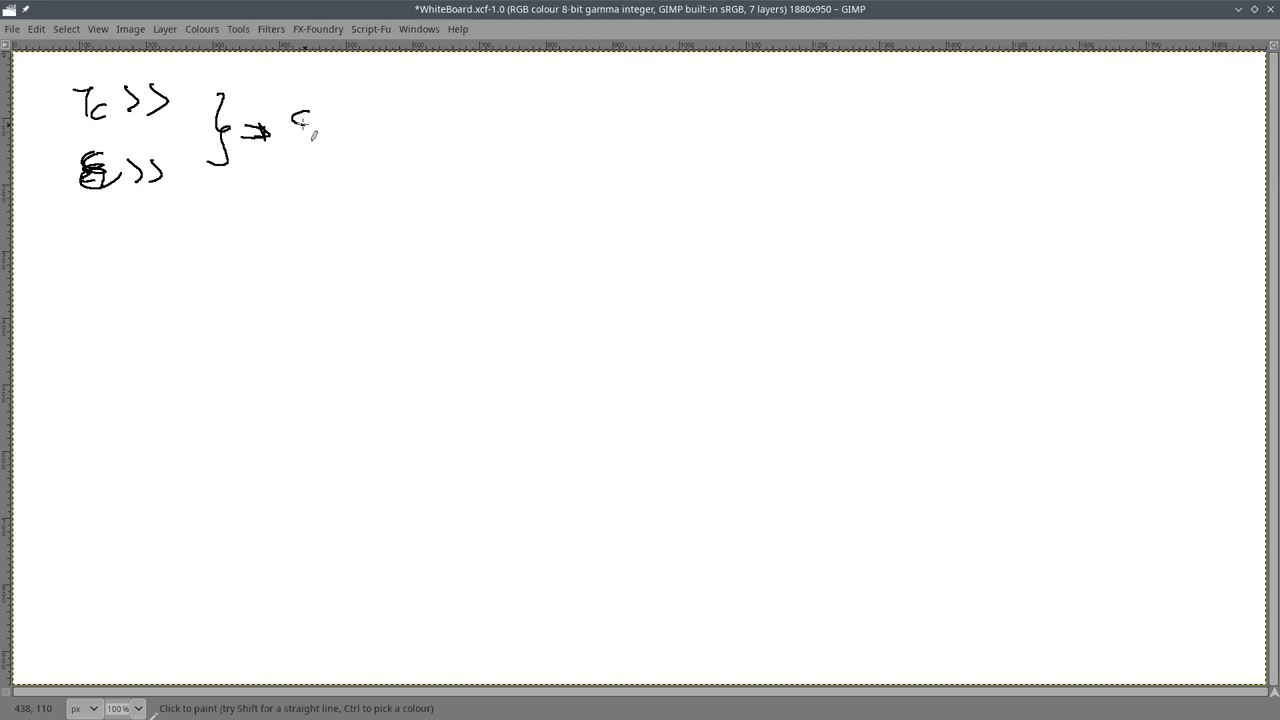 *WhiteBoard.xcf-1.0 (RGB colour 8-bit gamma integer, GIMP built-in sRGB, 7 layers) 1880x950 – GIMP
File Edit Select View Image Layer Colours Tools Filters FX-Foundry Script-Fu Windows Help
Tc >> } ⇒
>>
438, 110 px 100% Click to paint (try Shift for a straight line, Ctrl to pick a colour)